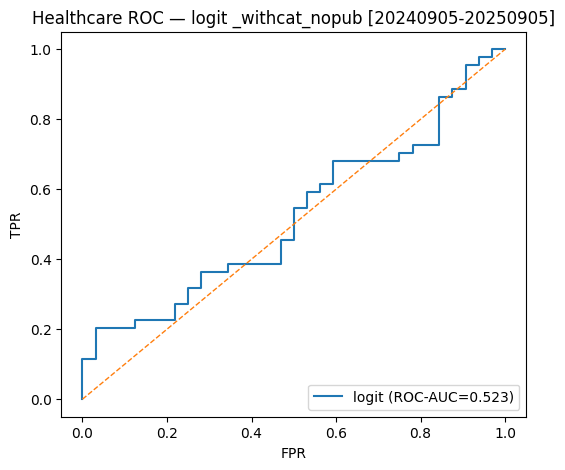 Healthcare ROC — logit _withcat_nopub [20240905-20250905]
1.0
0.8
0.6
0.4
0.2
0.0
TPR
0.0 0.2 0.4 0.6 0.8 1.0
FPR
logit (ROC-AUC=0.523)